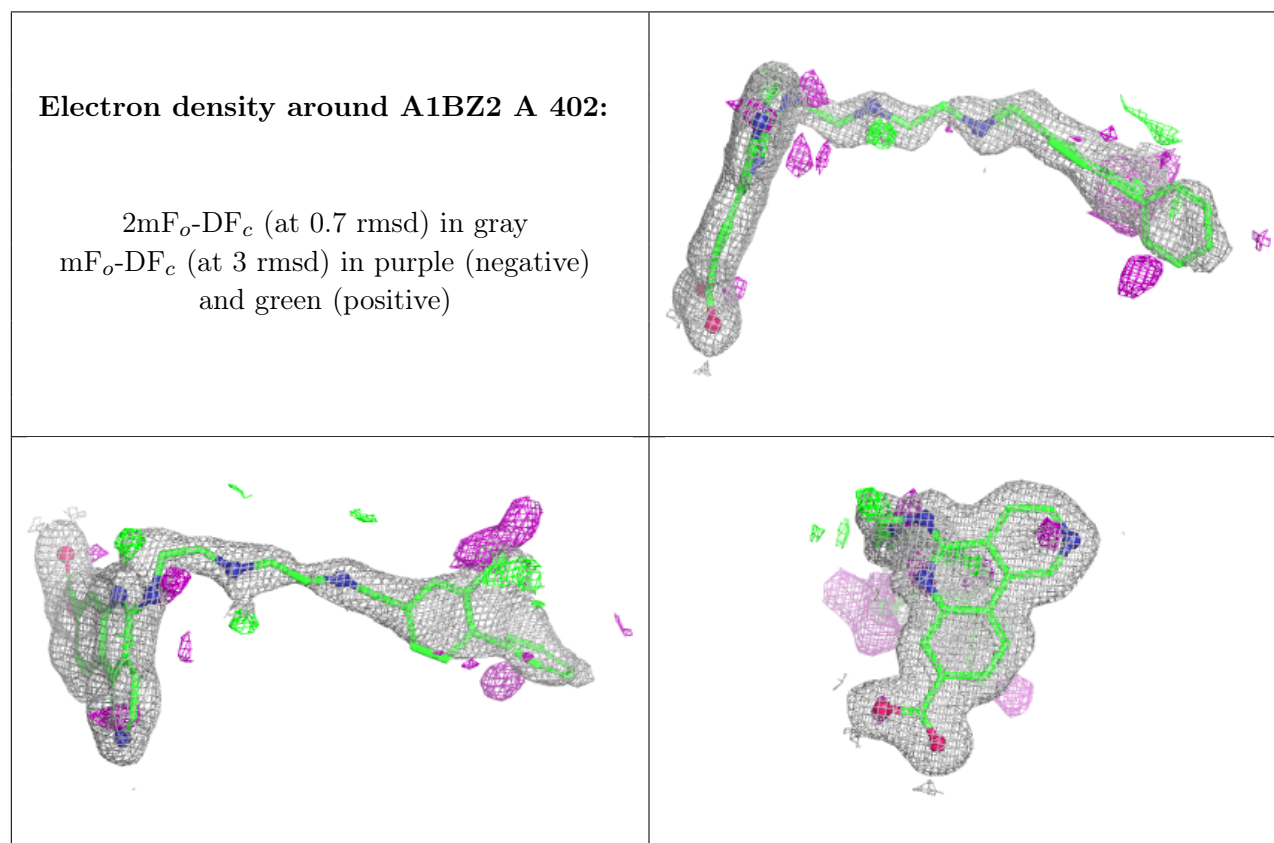 Electron density around A1BZ2 A 402:
2mFₒ-DF𝒸 (at 0.7 rmsd) in gray
mFₒ-DF𝒸 (at 3 rmsd) in purple (negative)
and green (positive)